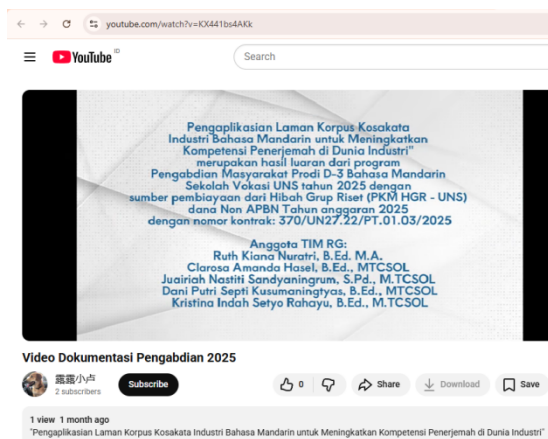 youtube.com/watch?v=KX441bs4AKk
YouTube ID
Search
Pengaplikasian Laman Korpus Kosakata
Industri Bahasa Mandarin untuk Meningkatkan
Kompetensi Penerjemah di Dunia Industri"
merupakan hasil luaran dari program
Pengabdian Masyarakat Prodi D-3 Bahasa Mandarin
Sekolah Vokasi UNS tahun 2025 dengan
sumber pembiayaan dari Hibah Grup Riset (PKM HGR - UNS)
dana Non APBN Tahun anggaran 2025
dengan nomor kontrak: 370/UN27.22/PT.01.03/2025
Anggota TIM RG:
Ruth Kiana Nuratri, B.Ed. M.A.
Clarosa Amanda Hasel, B.Ed., MTCSOL
Juairiah Nastiti Sandyaningrum, S.Pd., M.TCSOL
Dani Putri Septi Kusumaningtyas, B.Ed., MTCSOL
Kristina Indah Setyo Rahayu, B.Ed., M.TCSOL
Video Dokumentasi Pengabdian 2025
露露小卢
2 subscribers
Subscribe
0
Share
Download
Save
1 view 1 month ago
"Pengaplikasian Laman Korpus Kosakata Industri Bahasa Mandarin untuk Meningkatkan Kompetensi Penerjemah di Dunia Industri"